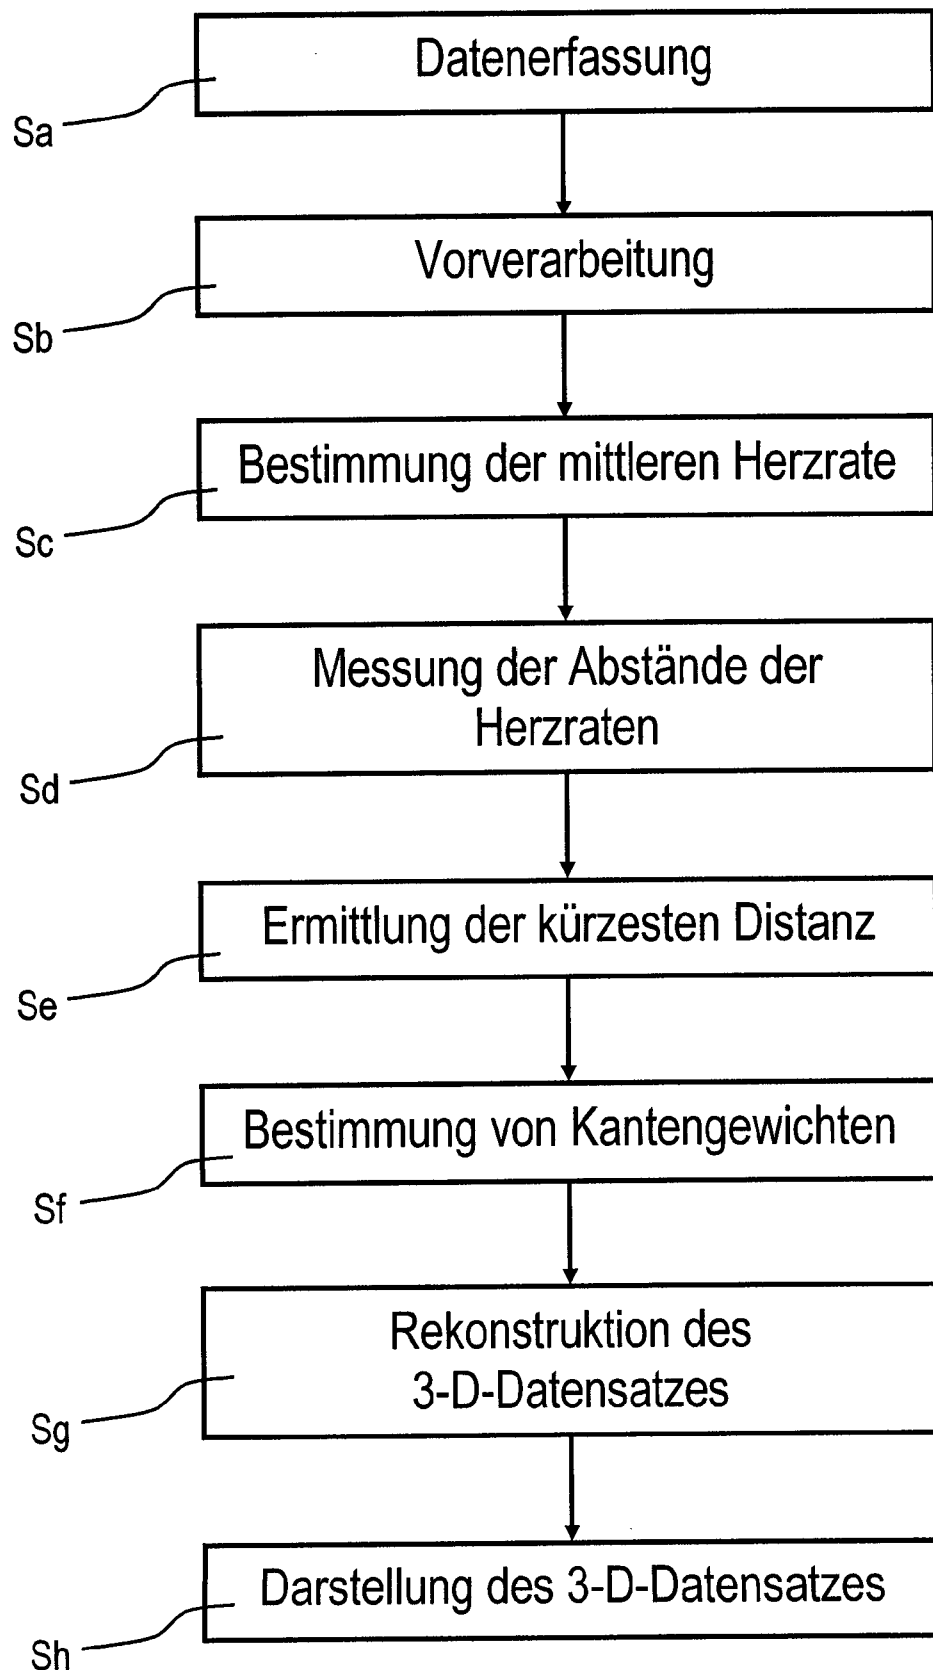 Datenerfassung
Sa
Vorverarbeitung
Sb
Bestimmung der mittleren Herzrate
Sc
Messung der Abstände der
Herzraten
Sd
Ermittlung der kürzesten Distanz
Se
Bestimmung von Kantengewichten
Sf
Rekonstruktion des
3-D-Datensatzes
Sg
Darstellung des 3-D-Datensatzes
Sh